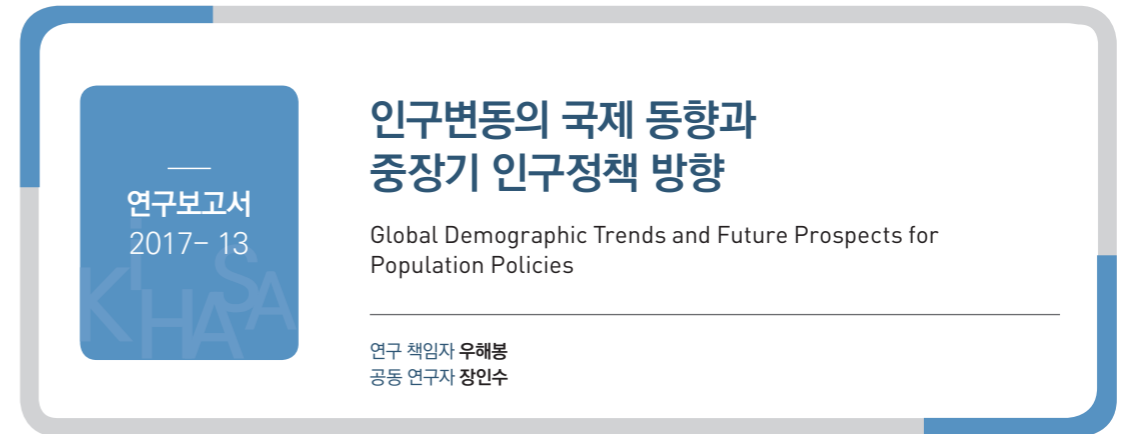 연구보고서
2017- 13
KiHASA
인구변동의 국제 동향과
중장기 인구정책 방향
Global Demographic Trends and Future Prospects for
Population Policies
연구 책임자 우해봉
공동 연구자 장인수